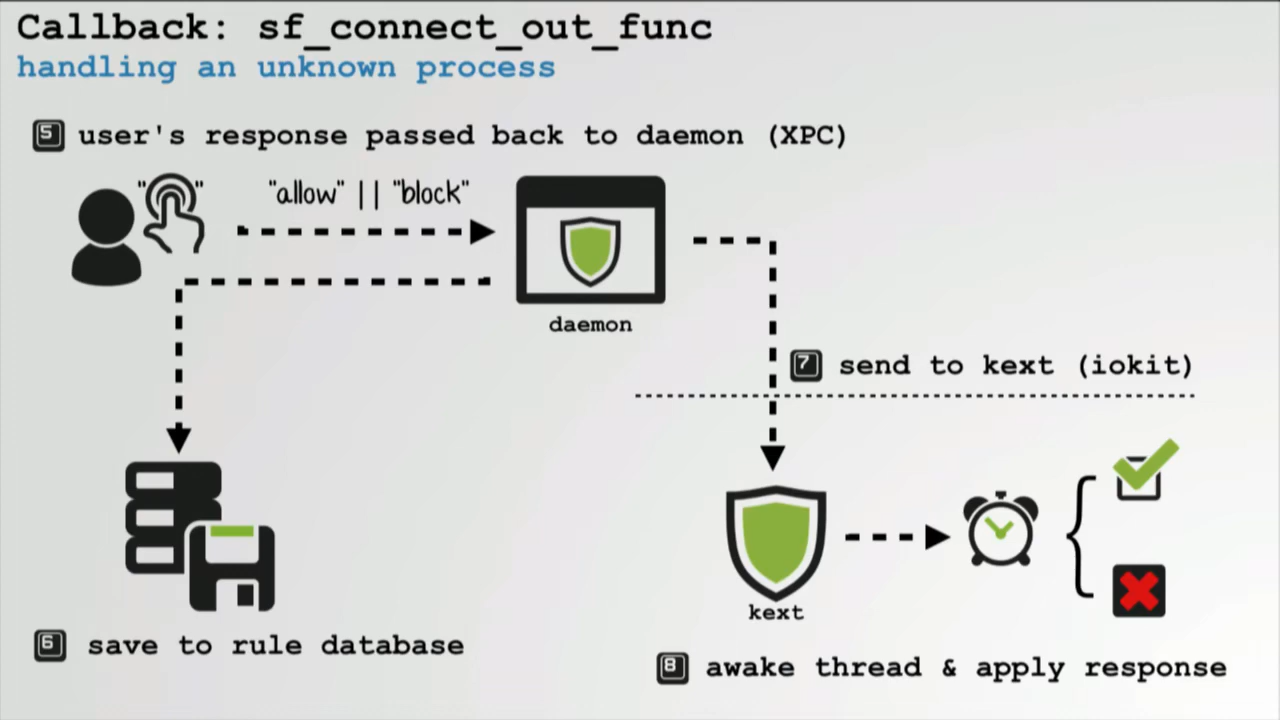 Callback: sf_connect_out_func
handling an unknown process
5 user's response passed back to daemon (XPC)
" "
"allow" || "block"
daemon
7 send to kext (iokit)
kext
6 save to rule database
8 awake thread & apply response